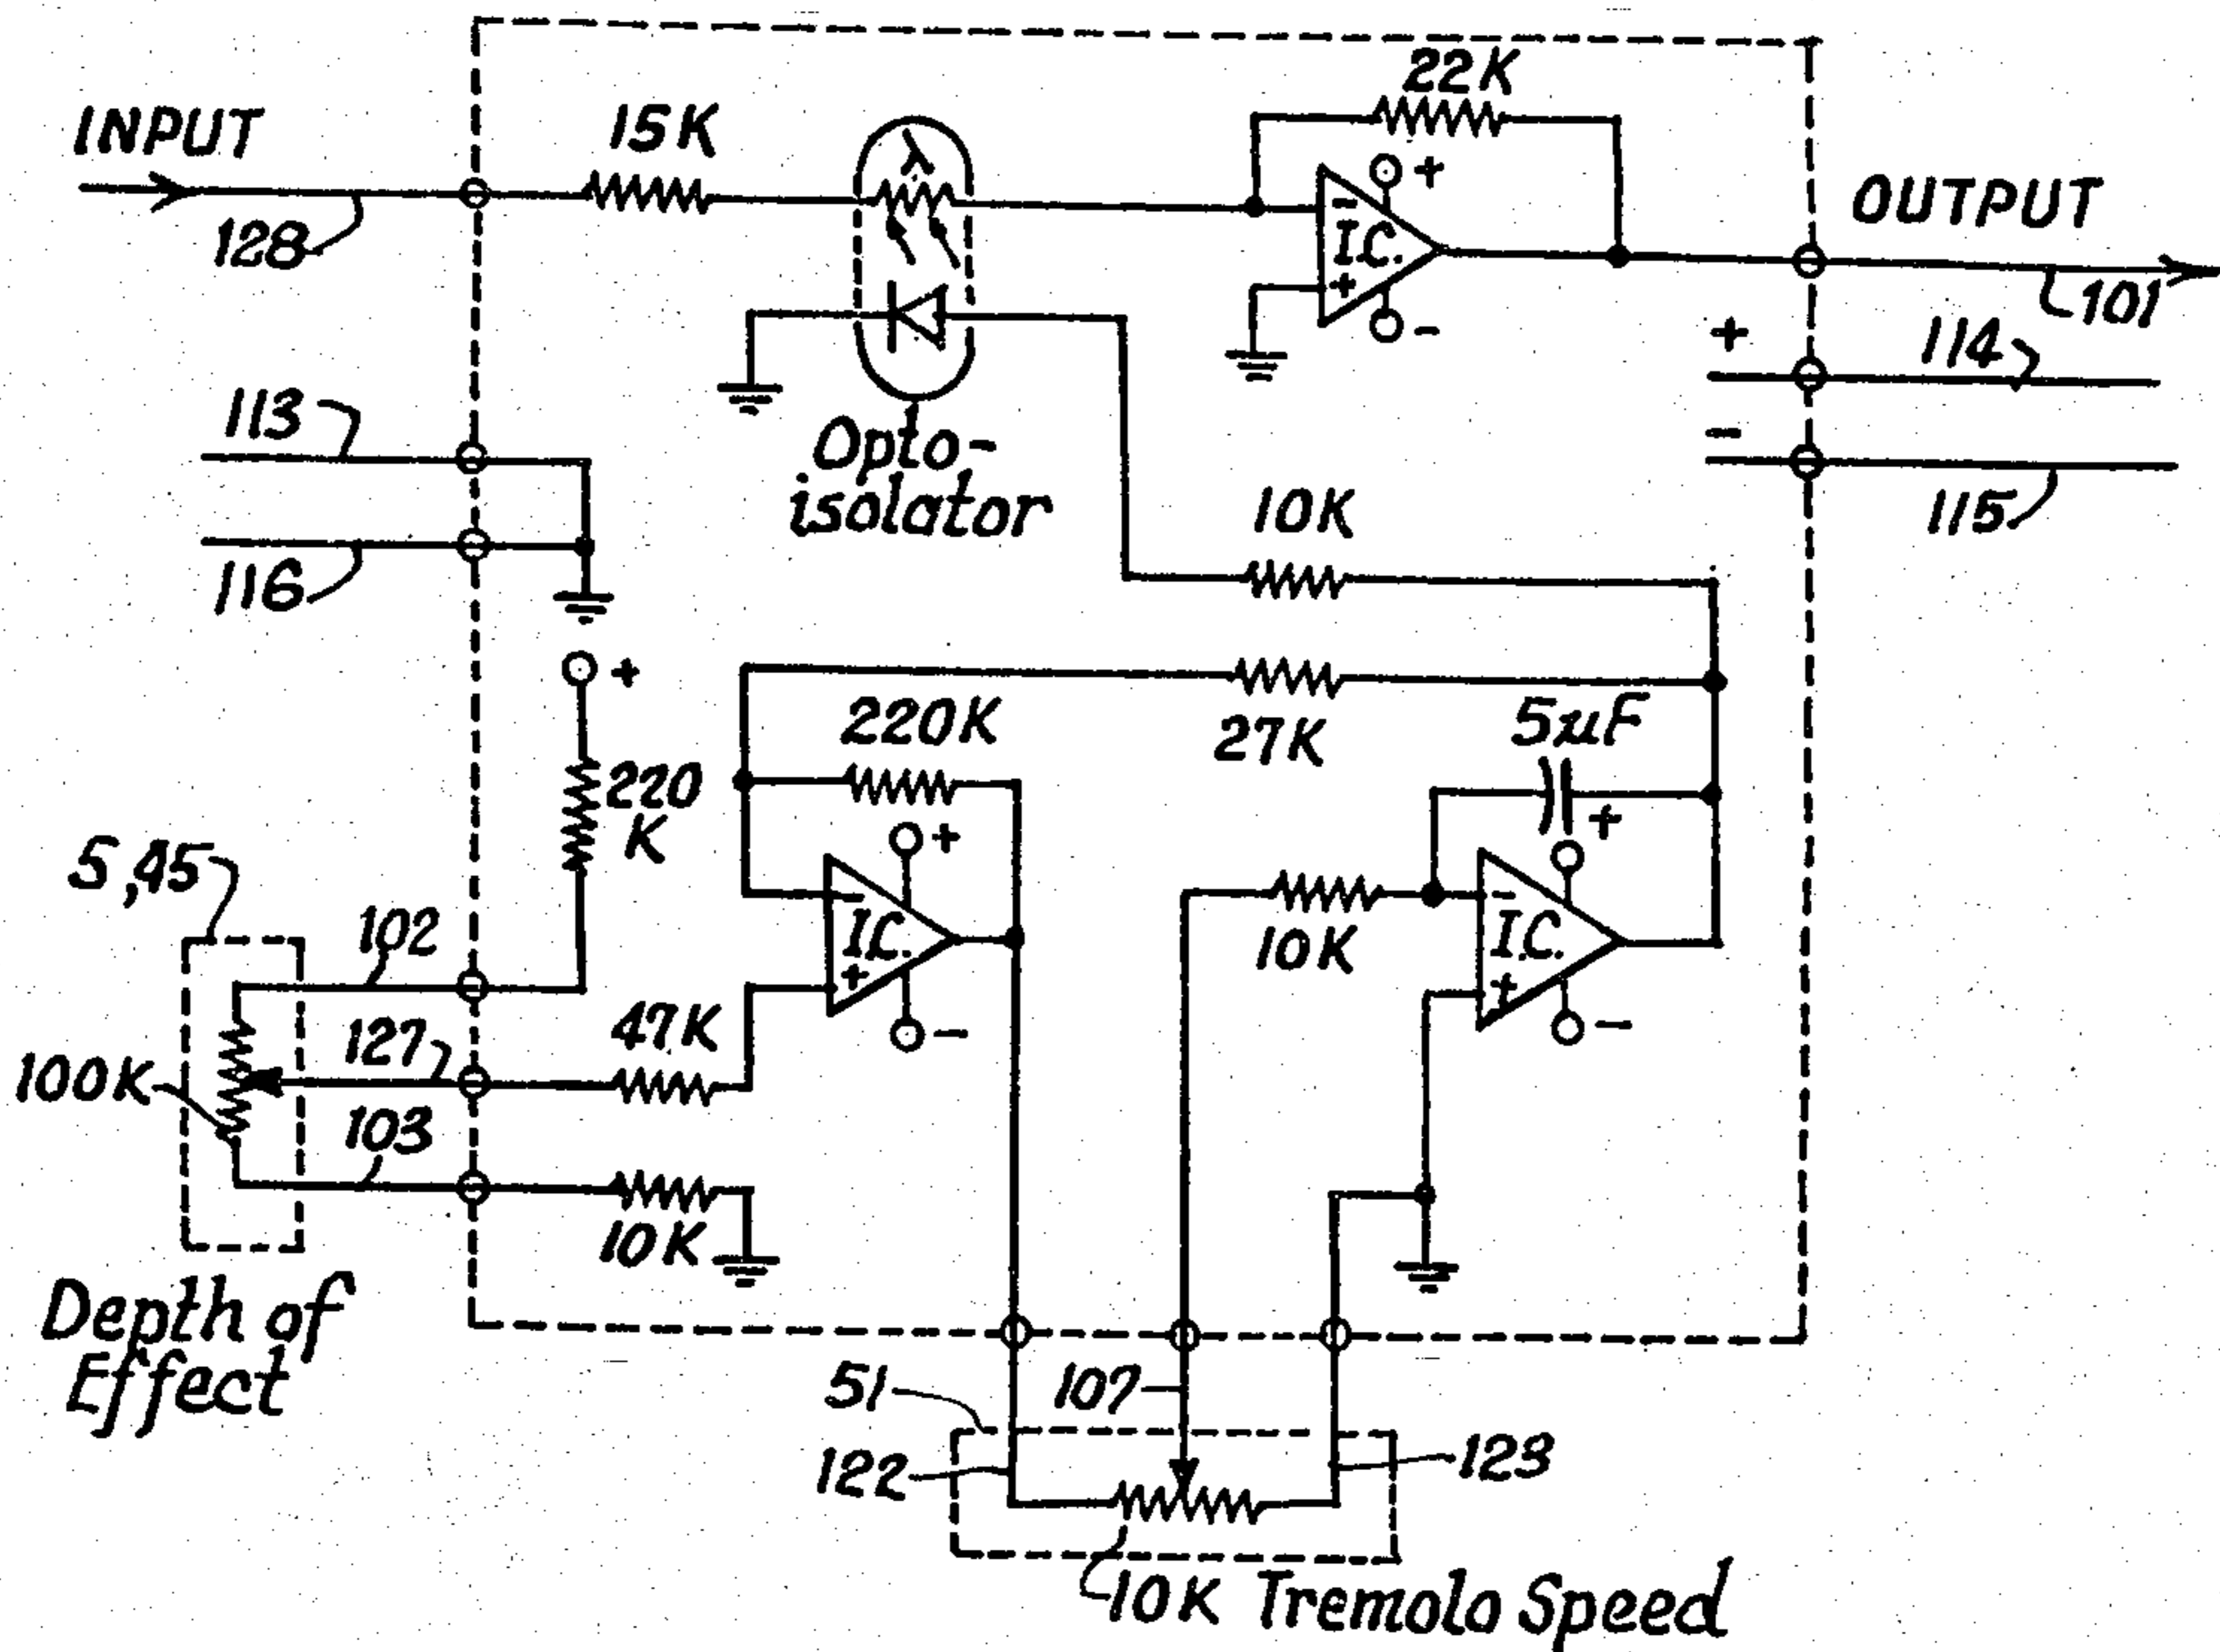 22K
INPUT
15K
λ
+
-
I.C.
+
-
OUTPUT
128
101
+
114
-
115
113
Opto-
isolator
116
10K
+
27K
220K
5µF
220
K
+
+
5,45
-
I.C.
+
-
-
I.C.
+
-
10K
102
47K
127
100K
103
10K
Depth of
Effect
51
107
122
123
10K Tremolo Speed